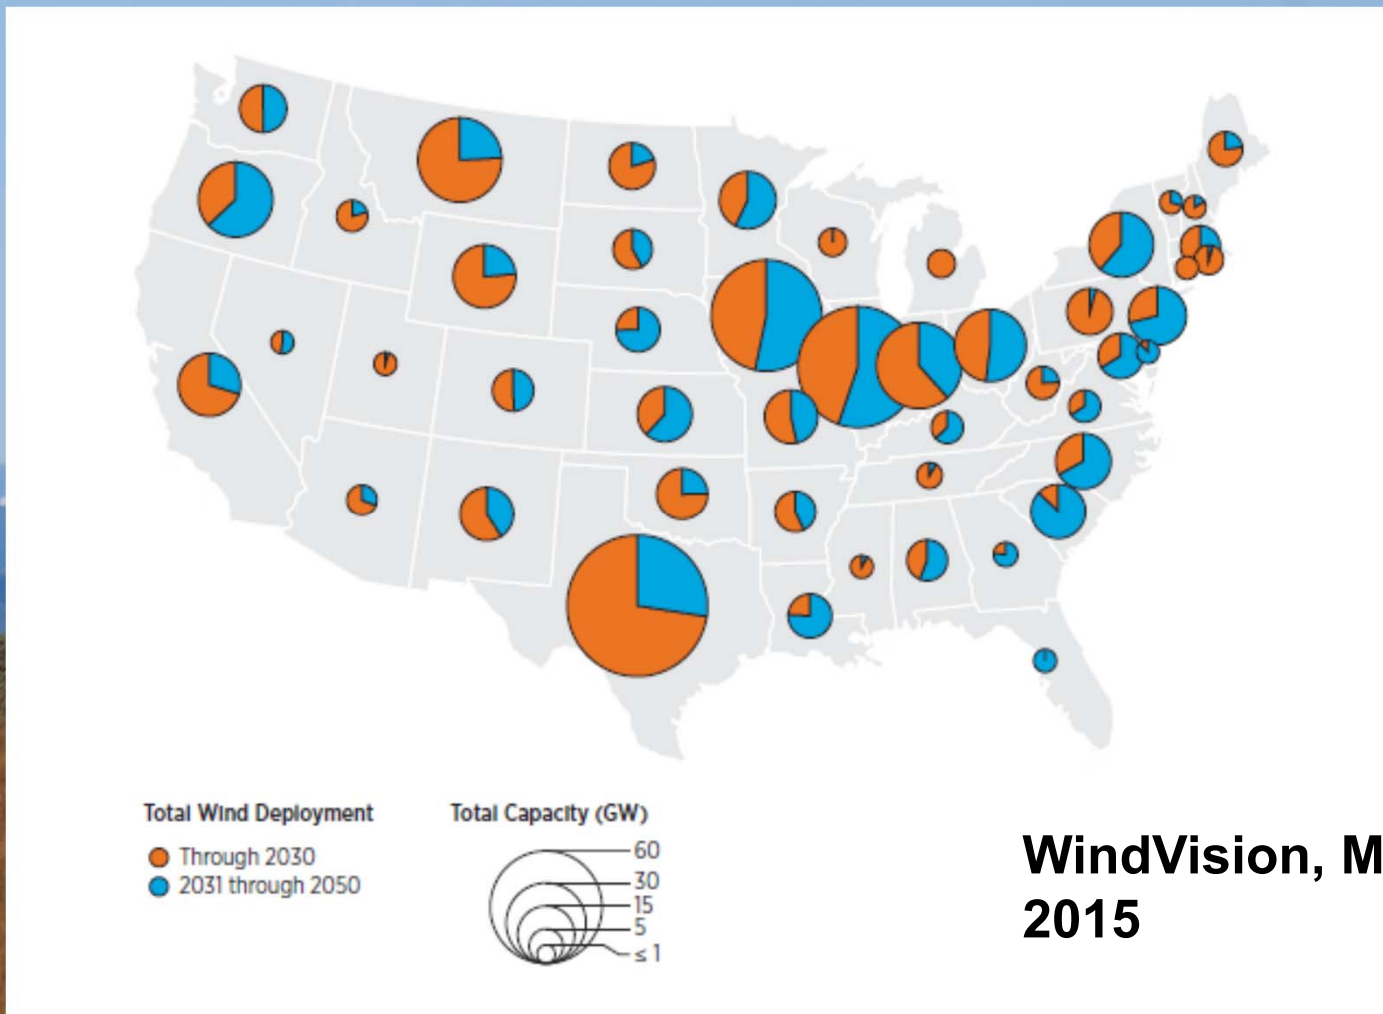 Total Wind Deployment
Through 2030
2031 through 2050
Total Capacity (GW)
60
30
15
5
≤ 1
WindVision, M
2015